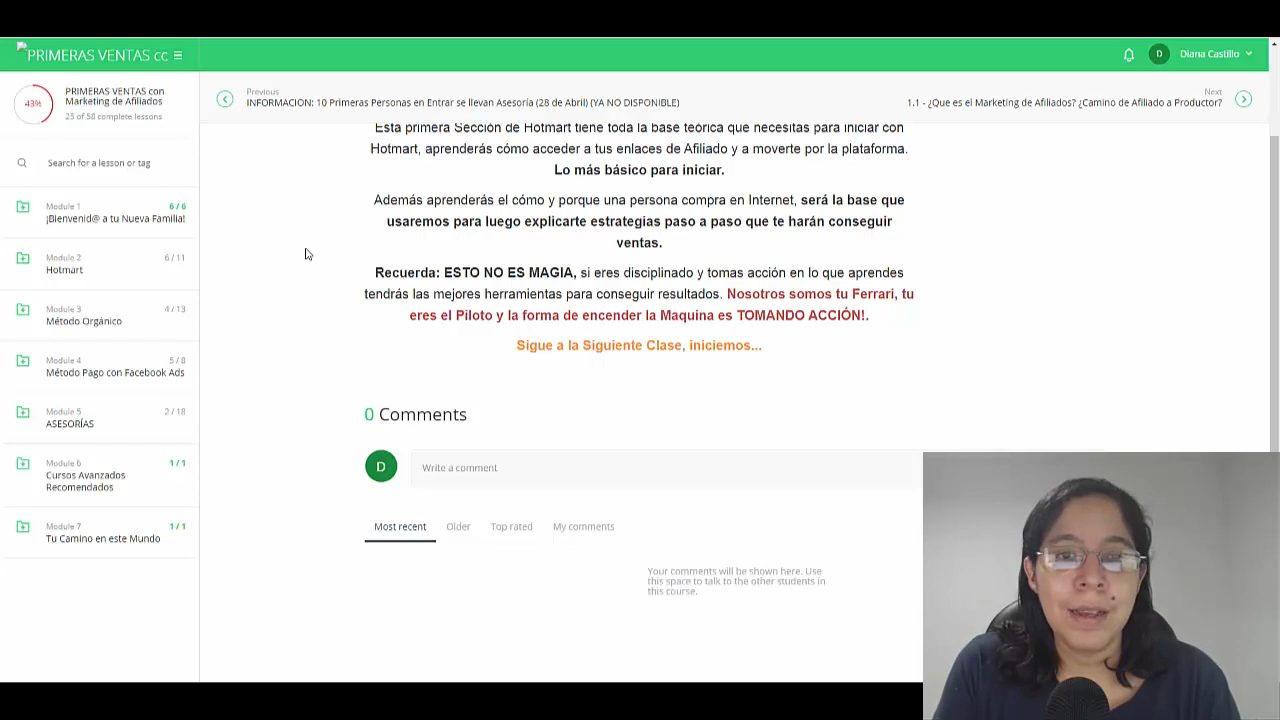 PRIMERAS VENTAS cc
D
Diana Castillo
43%
PRIMERAS VENTAS con
Marketing de Afiliados
25 of 58 complete lessons
Previous
INFORMACION: 10 Primeras Personas en Entrar se llevan Asesoría (28 de Abril) (YA NO DISPONIBLE)
Next
1.1 - ¿Que es el Marketing de Afiliados? ¿Camino de Afiliado a Productor?
Search for a lesson or tag
Module 1
6 / 6
¡Bienvenid@ a tu Nueva Familia!
Module 2
6 / 11
Hotmart
Module 3
4 / 13
Método Orgánico
Module 4
5 / 8
Método Pago con Facebook Ads
Module 5
2 / 18
ASESORÍAS
Module 6
1 / 1
Cursos Avanzados
Recomendados
Module 7
1 / 1
Tu Camino en este Mundo
Esta primera Sección de Hotmart tiene toda la base teórica que necesitas para iniciar con
Hotmart, aprenderás cómo acceder a tus enlaces de Afiliado y a moverte por la plataforma.
Lo más básico para iniciar.
Además aprenderás el cómo y porque una persona compra en Internet, será la base que
usaremos para luego explicarte estrategias paso a paso que te harán conseguir
ventas.
Recuerda: ESTO NO ES MAGIA, si eres disciplinado y tomas acción en lo que aprendes
tendrás las mejores herramientas para conseguir resultados. Nosotros somos tu Ferrari, tu
eres el Piloto y la forma de encender la Maquina es TOMANDO ACCIÓN!.
Sigue a la Siguiente Clase, iniciemos...
0 Comments
D
Write a comment
Most recent
Older
Top rated
My comments
Your comments will be shown here. Use
this space to talk to the other students in
this course.